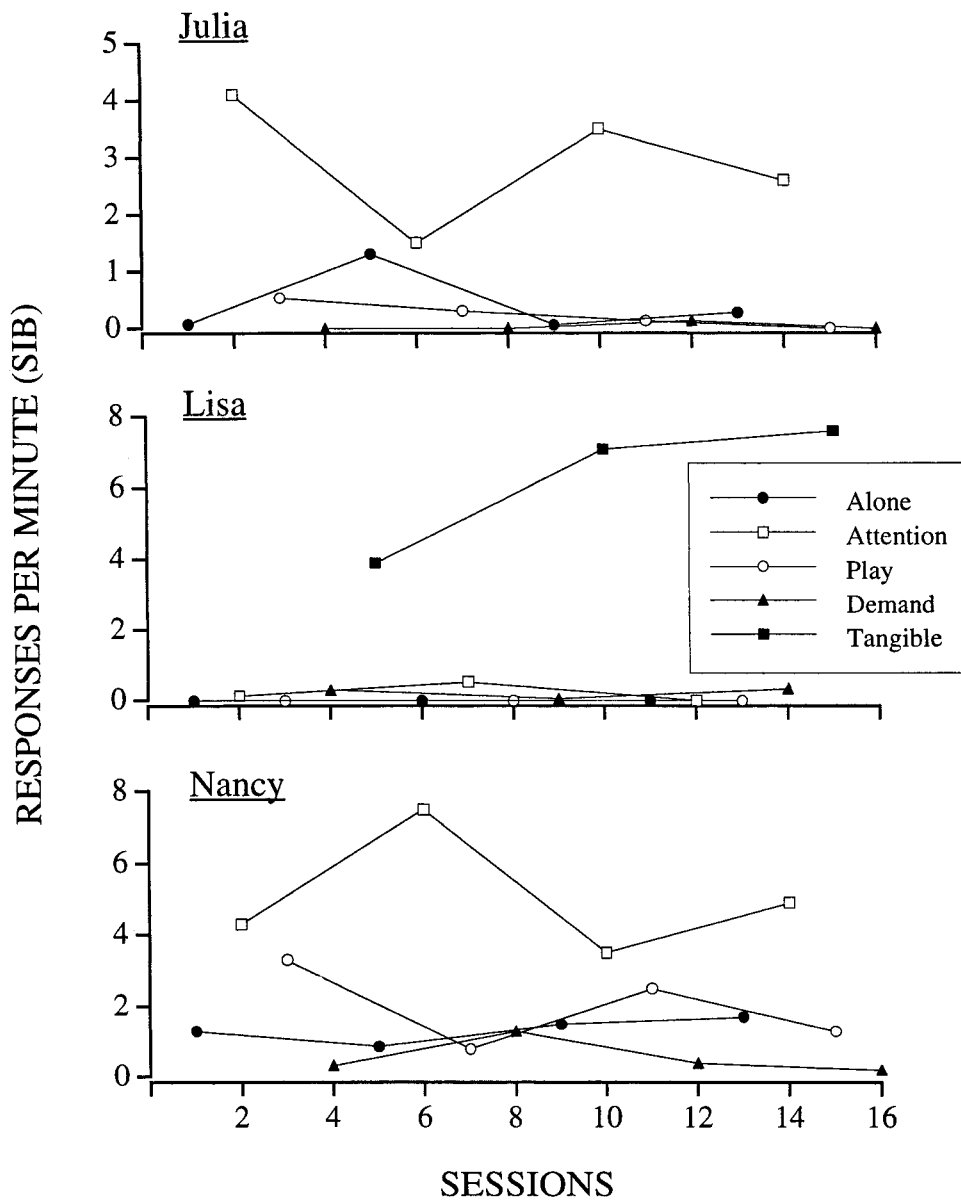 Julia
5
4
3
2
1
0
Lisa
8
6
4
2
0
Alone
Attention
Play
Demand
Tangible
Nancy
8
6
4
2
0
2 4 6 8 10 12 14 16
SESSIONS
RESPONSES PER MINUTE (SIB)